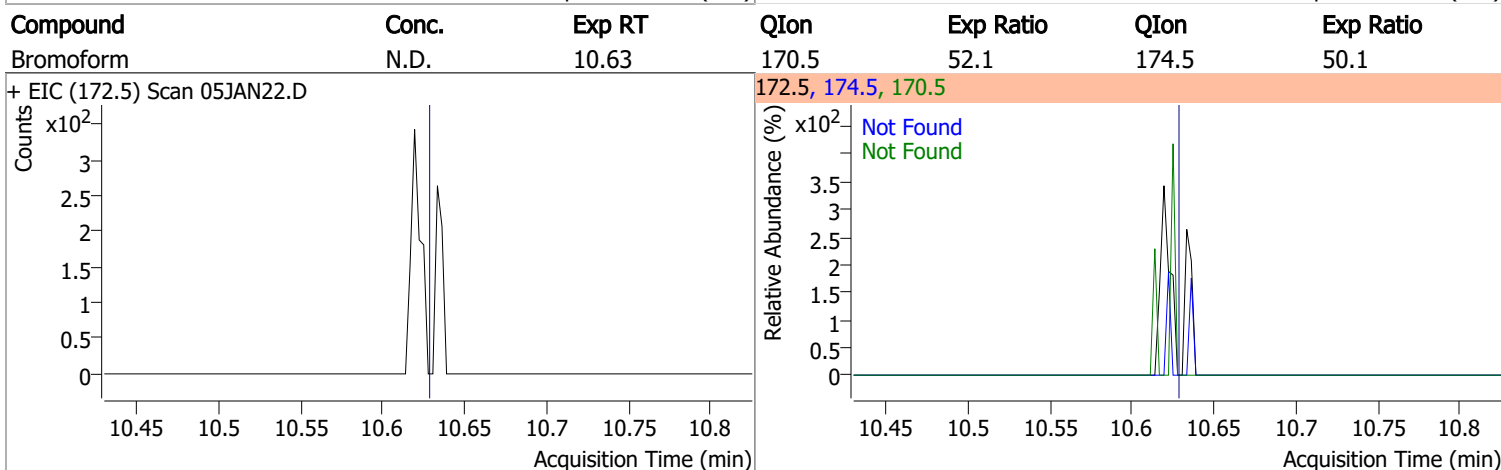 Compound Conc. Exp RT QIon Exp Ratio QIon Exp Ratio
Bromoform N.D. 10.63 170.5 52.1 174.5 50.1
+ EIC (172.5) Scan 05JAN22.D
Counts
x10²
3
2.5
2
1.5
1
0.5
0
10.45 10.5 10.55 10.6 10.65 10.7 10.75 10.8
Acquisition Time (min)
172.5, 174.5, 170.5
Relative Abundance (%)
x10²
Not Found
Not Found
3.5
3
2.5
2
1.5
1
0.5
0
10.45 10.5 10.55 10.6 10.65 10.7 10.75 10.8
Acquisition Time (min)